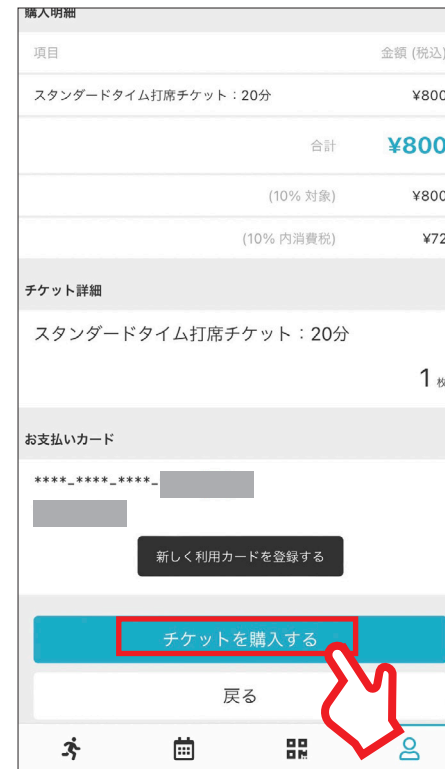 購入明細
項目 金額 (税込)
スタンダードタイム打席チケット：20分 ¥800
合計 ¥800
(10% 対象) ¥800
(10% 内消費税) ¥72
チケット詳細
スタンダードタイム打席チケット：20分
1 枚
お支払いカード
****-****-****-
新しく利用カードを登録する
チケットを購入する
戻る